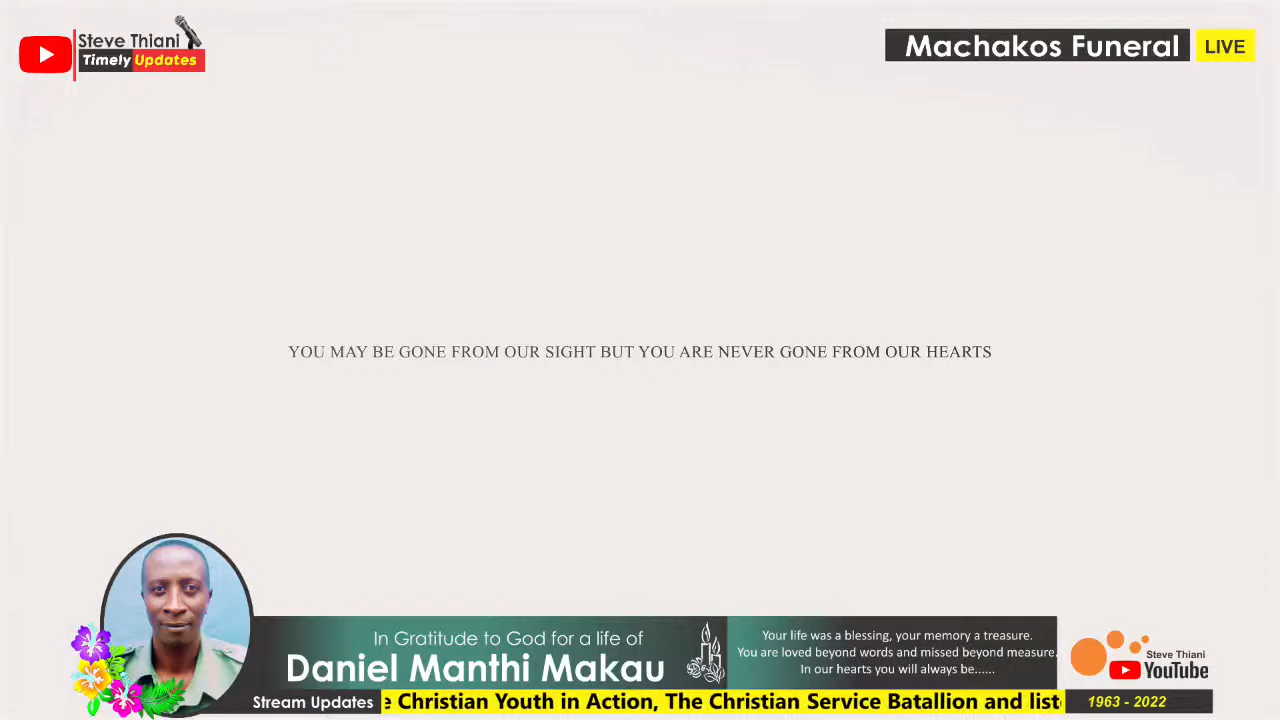 Steve Thiani
Timely Updates
Machakos Funeral
LIVE
YOU MAY BE GONE FROM OUR SIGHT BUT YOU ARE NEVER GONE FROM OUR HEARTS
In Gratitude to God for a life of
Daniel Manthi Makau
Your life was a blessing, your memory a treasure.
You are loved beyond words and missed beyond measure.
In our hearts you will always be......
Steve Thiani
YouTube
Stream Updates
Christian Youth in Action, The Christian Service Batallion and
1963 - 2022